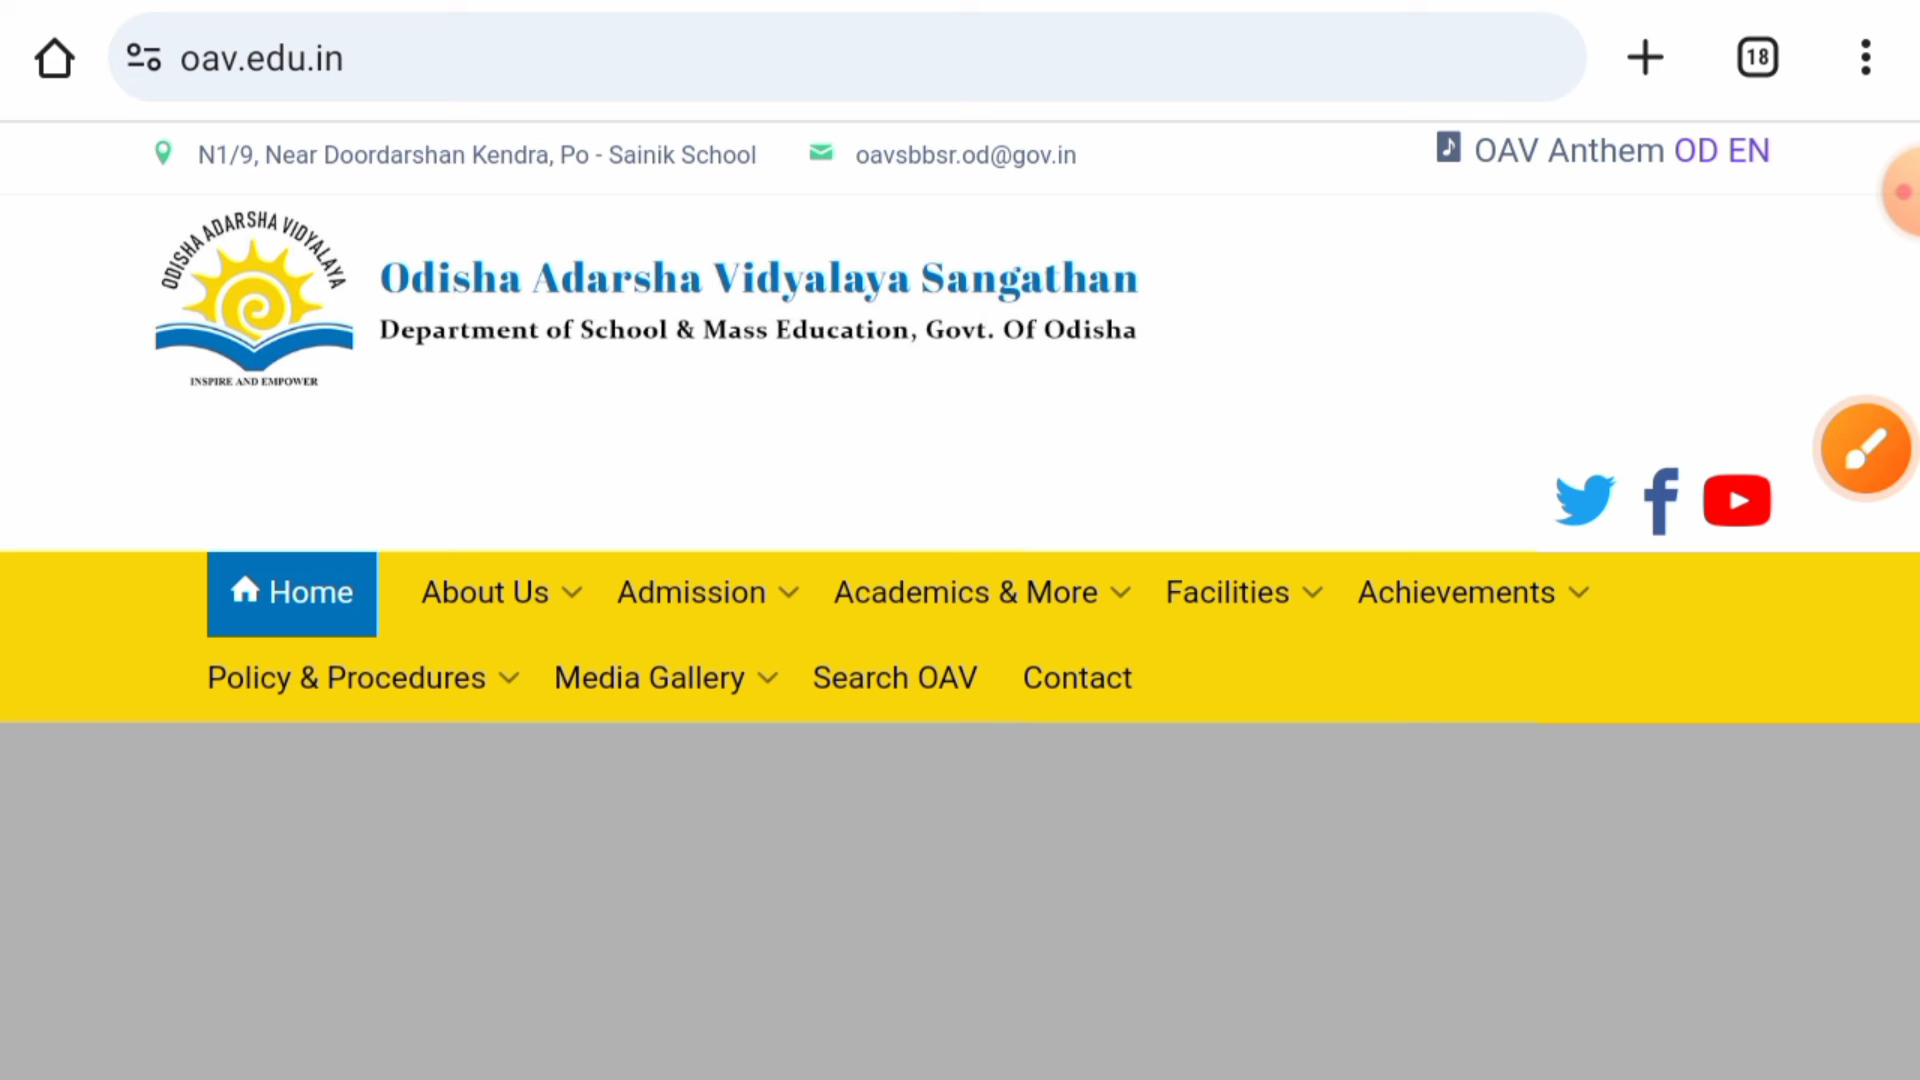 oav.edu.in
18
N1/9, Near Doordarshan Kendra, Po - Sainik School
oavsbbsr.od@gov.in
OAV Anthem OD EN
ODISHA ADARSHA VIDYALAYA
INSPIRE AND EMPOWER
Odisha Adarsha Vidyalaya Sangathan
Department of School & Mass Education, Govt. Of Odisha
Home About Us Admission Academics & More Facilities Achievements
Policy & Procedures Media Gallery Search OAV Contact